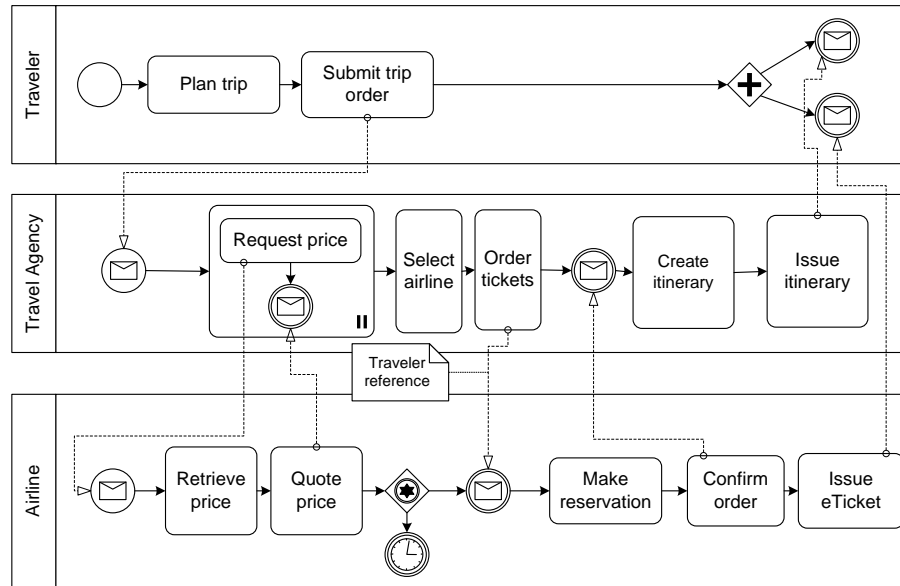 Traveler
Plan trip
Submit trip
order
Travel Agency
Request price
Select
airline
Order
tickets
Create
itinerary
Issue
itinerary
Traveler
reference
Airline
Retrieve
price
Quote
price
Make
reservation
Confirm
order
Issue
eTicket